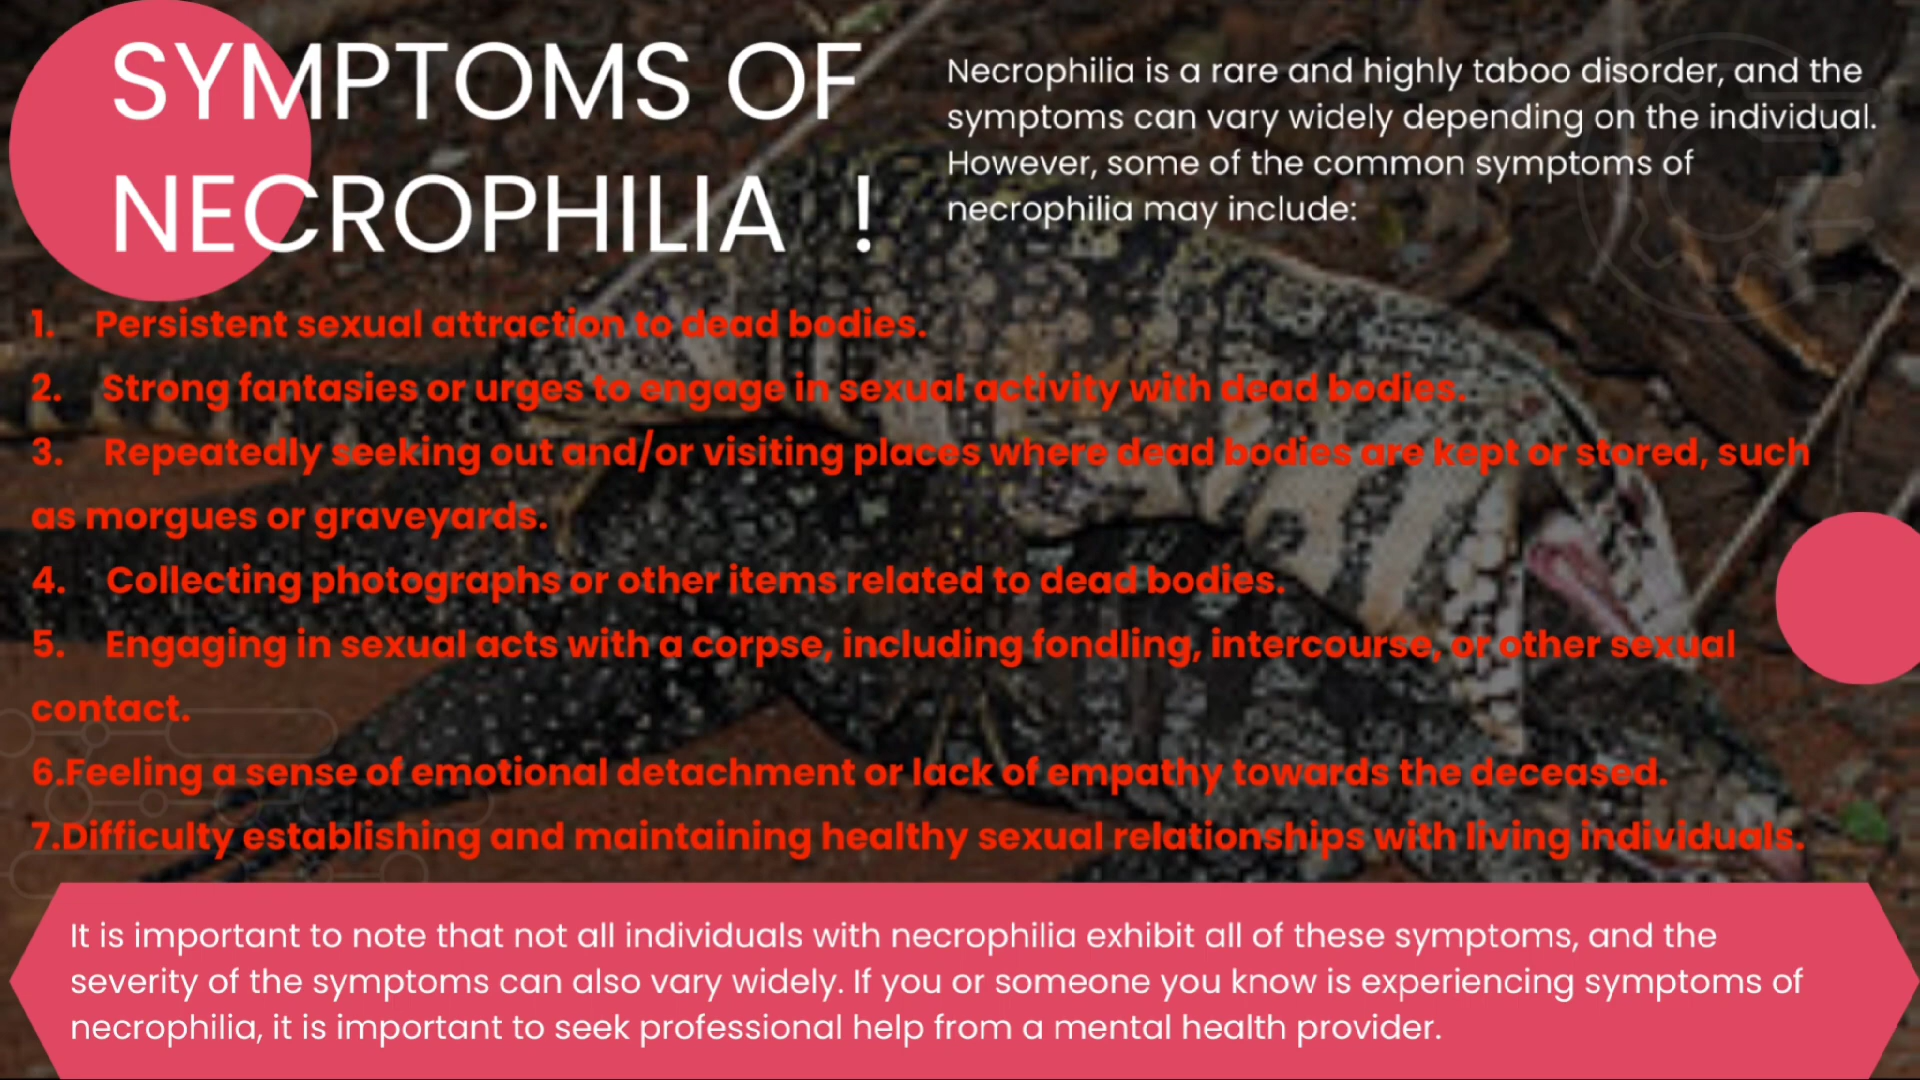 SYMPTOMS OF
NECROPHILIA !
Necrophilia is a rare and highly taboo disorder, and the
symptoms can vary widely depending on the individual.
However, some of the common symptoms of
necrophilia may include:
1. Persistent sexual attraction to dead bodies.
2. Strong fantasies or urges to engage in sexual activity with dead bodies.
3. Repeatedly seeking out and/or visiting places where dead bodies are kept or stored, such
as morgues or graveyards.
4. Collecting photographs or other items related to dead bodies.
5. Engaging in sexual acts with a corpse, including fondling, intercourse, or other sexual
contact.
6.Feeling a sense of emotional detachment or lack of empathy towards the deceased.
7.Difficulty establishing and maintaining healthy sexual relationships with living individuals.
It is important to note that not all individuals with necrophilia exhibit all of these symptoms, and the
severity of the symptoms can also vary widely. If you or someone you know is experiencing symptoms of
necrophilia, it is important to seek professional help from a mental health provider.